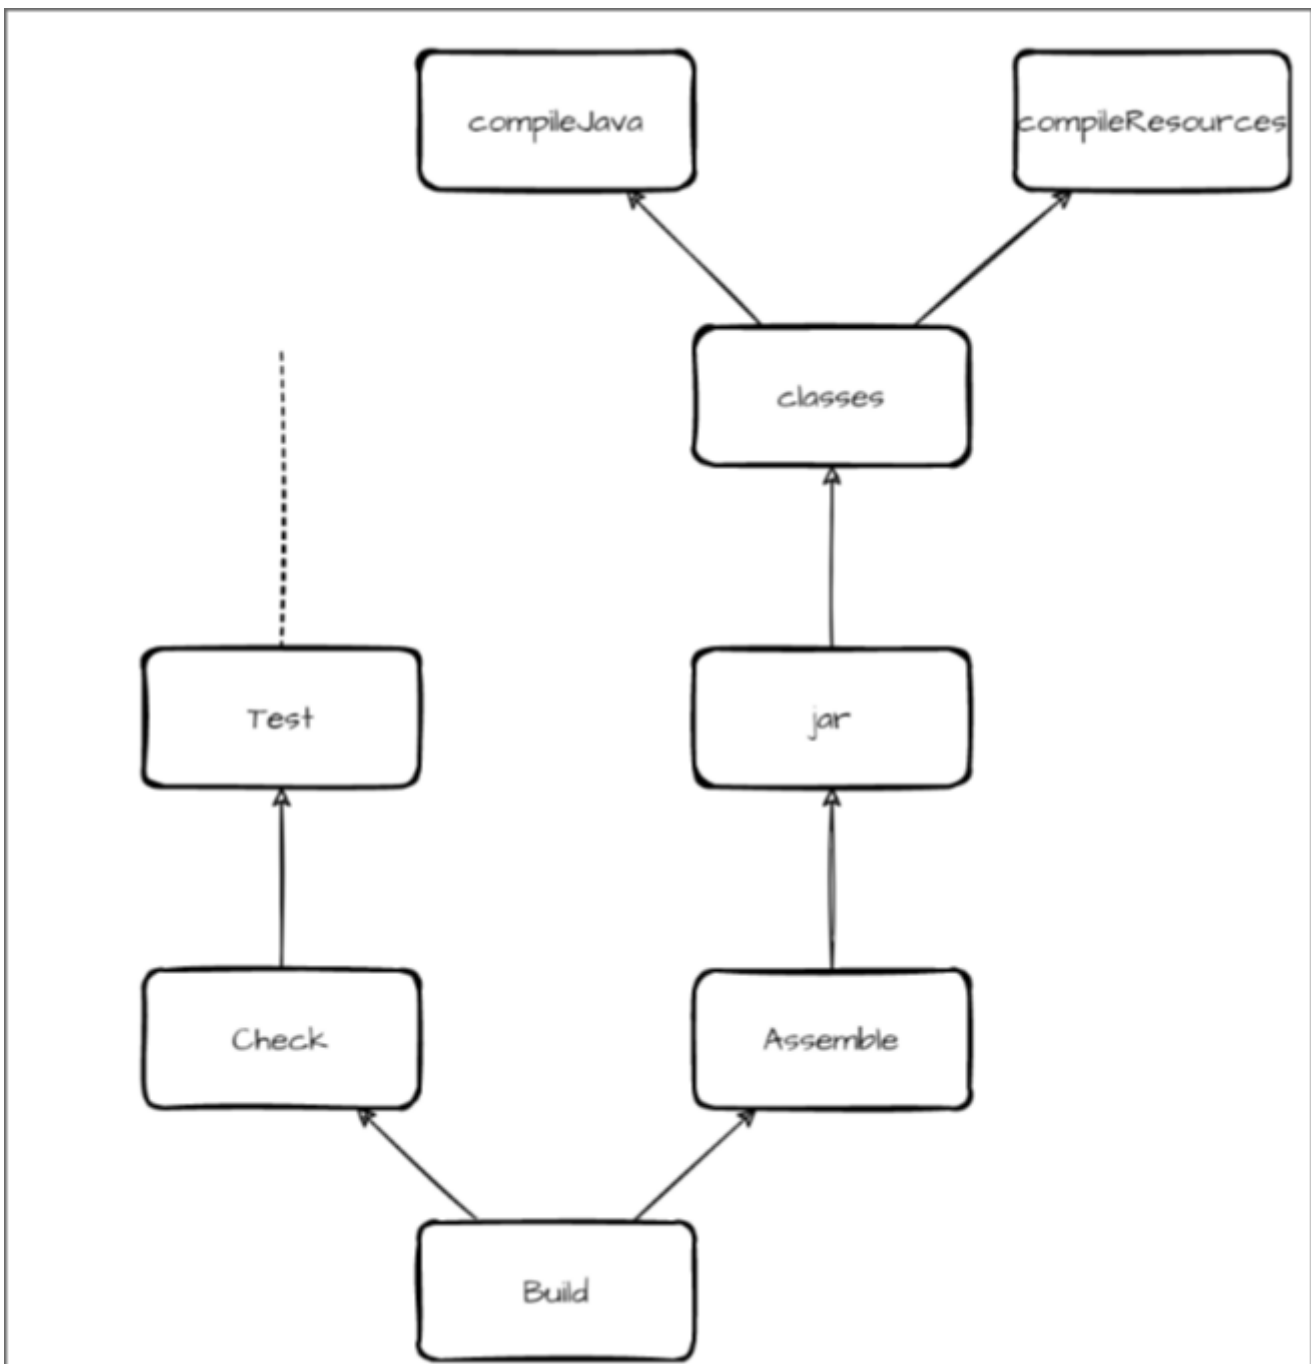 compileJava
compileResources
classes
Test
jar
Check
Assemble
Build